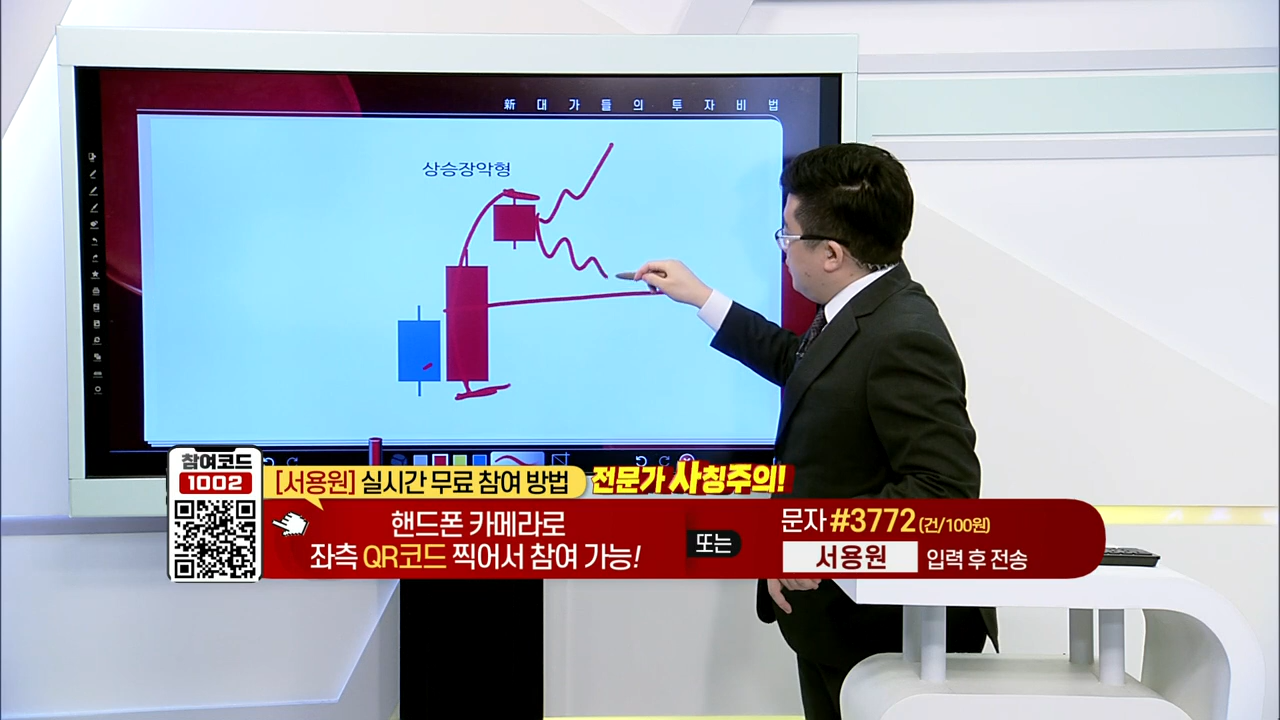 新 대 가 들 의 투 자 비 법
상승장악형
참여코드
1002
[서용원] 실시간 무료 참여 방법
전문가 사칭주의!
핸드폰 카메라로
좌측 QR코드 찍어서 참여 가능!
또는
문자 #3772 (건/100원)
서용원 입력 후 전송